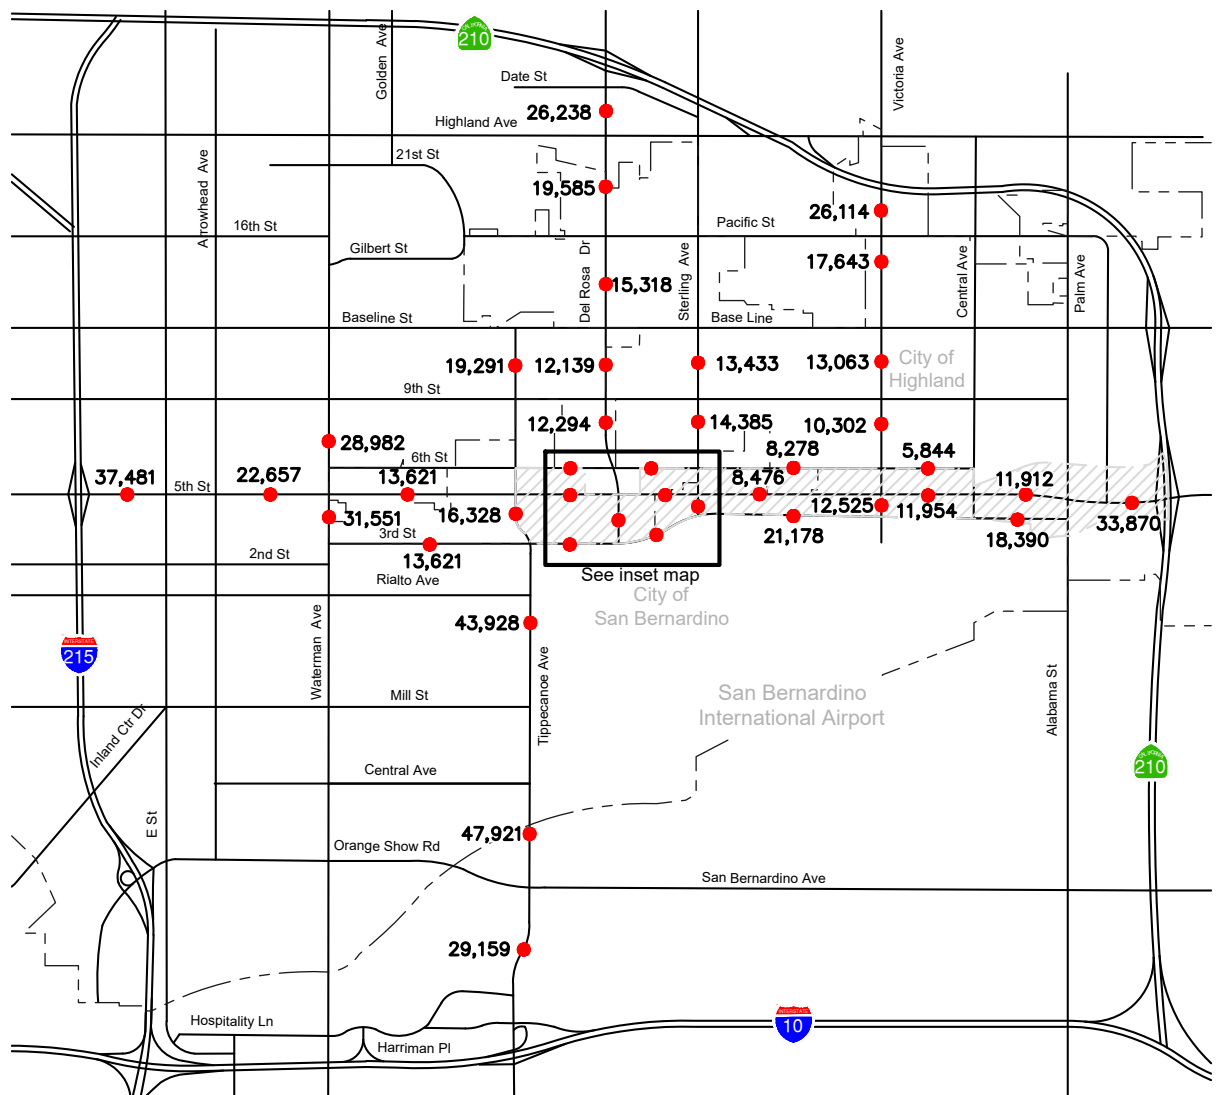 CALIFORNIA
210
Golden Ave
Victoria Ave
Date St
26,238
Highland Ave
Arrowhead Ave
21st St
19,585
26,114
16th St
Pacific St
Gilbert St
17,643
Del Rosa Dr
Sterling Ave
Central Ave
Palm Ave
15,318
Baseline St
Base Line
19,291
12,139
13,433
13,063
City of
Highland
9th St
12,294
14,385
10,302
28,982
6th St
8,278
5,844
37,481
22,657
13,621
8,476
11,912
5th St
31,551
16,328
12,525
11,954
33,870
3rd St
21,178
18,390
2nd St
13,621
Rialto Ave
See inset map
City of
San Bernardino
43,928
Waterman Ave
Tippecanoe Ave
INTERSTATE
215
Alabama St
Mill St
San Bernardino
International Airport
Inland Ctr Dr
Central Ave
CALIFORNIA
210
E St
47,921
Orange Show Rd
San Bernardino Ave
29,159
Hospitality Ln
INTERSTATE
10
Harriman Pl